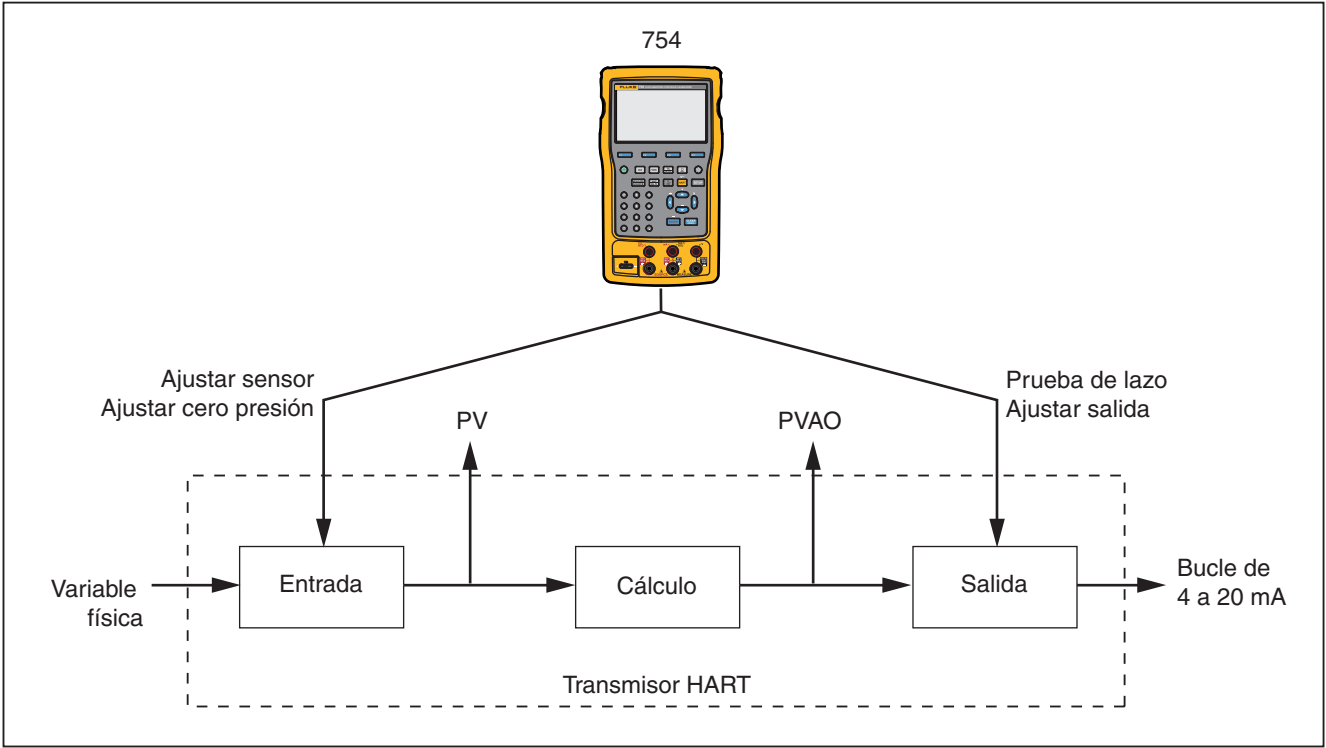 754
FLUKE
Ajustar sensor
Ajustar cero presión
Prueba de lazo
Ajustar salida
PV
PVAO
Variable
física
Entrada
Cálculo
Salida
Bucle de
4 a 20 mA
Transmisor HART